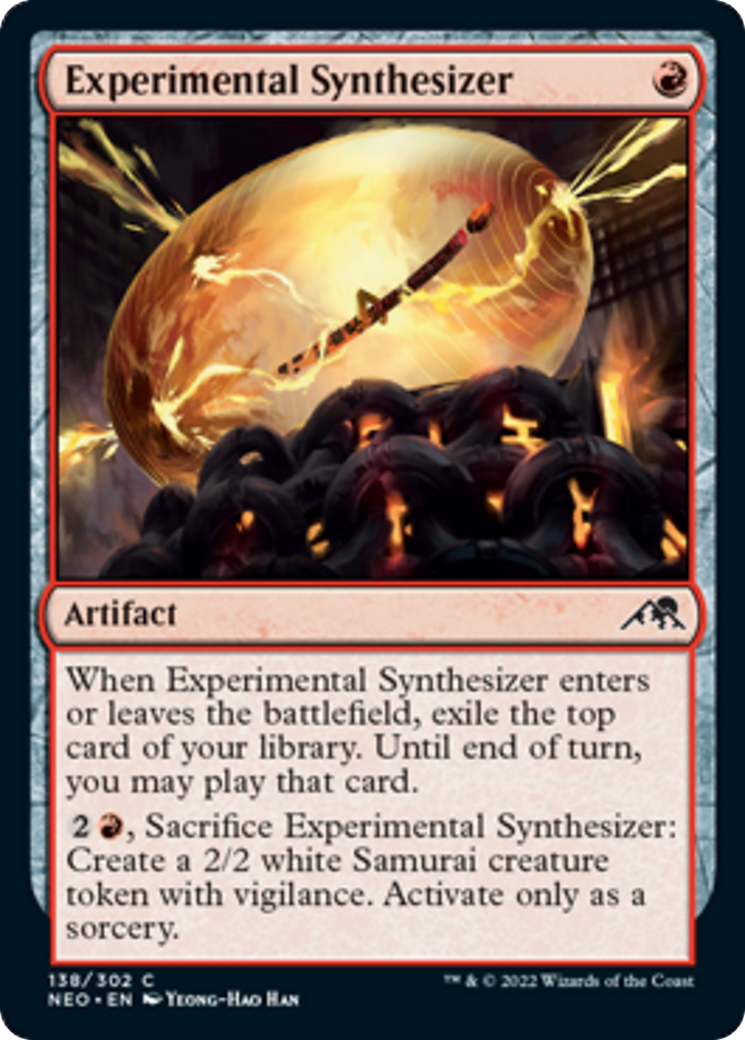 Experimental Synthesizer
Artifact
When Experimental Synthesizer enters
or leaves the battlefield, exile the top
card of your library. Until end of turn,
you may play that card.
2, Sacrifice Experimental Synthesizer:
Create a 2/2 white Samurai creature
token with vigilance. Activate only as a
sorcery.
138/302 C
NEO • EN Yeong-Hao Han
™ & © 2022 Wizards of the Coast